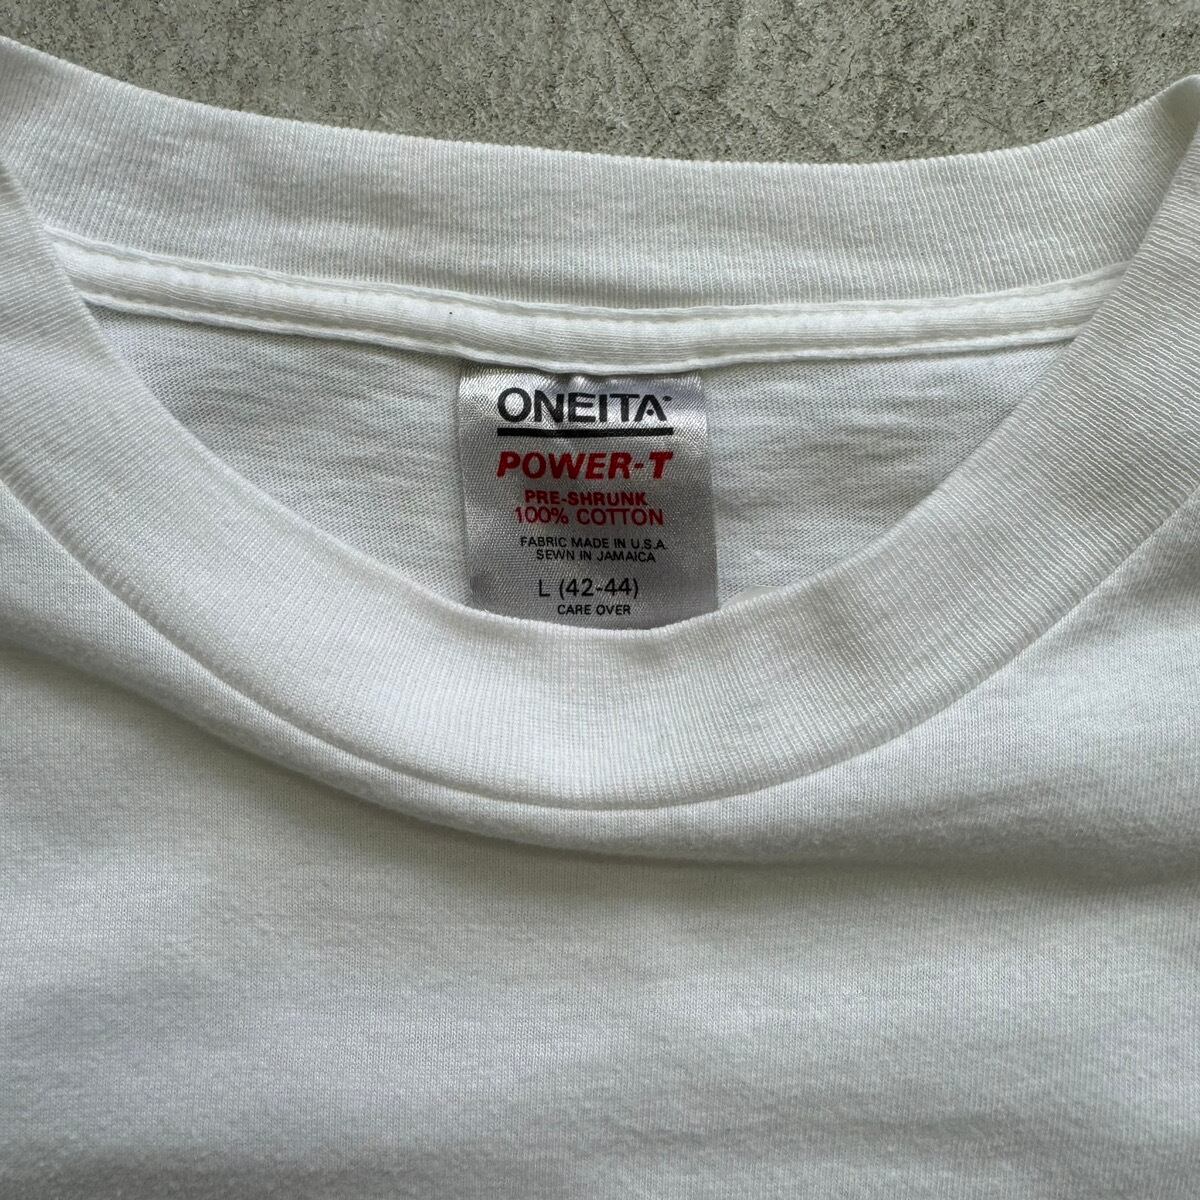 ONEITA
POWER-T
PRE-SHRUNK
100% COTTON
FABRIC MADE IN U.S.A.
SEWN IN JAMAICA
L (42-44)
CARE OVER